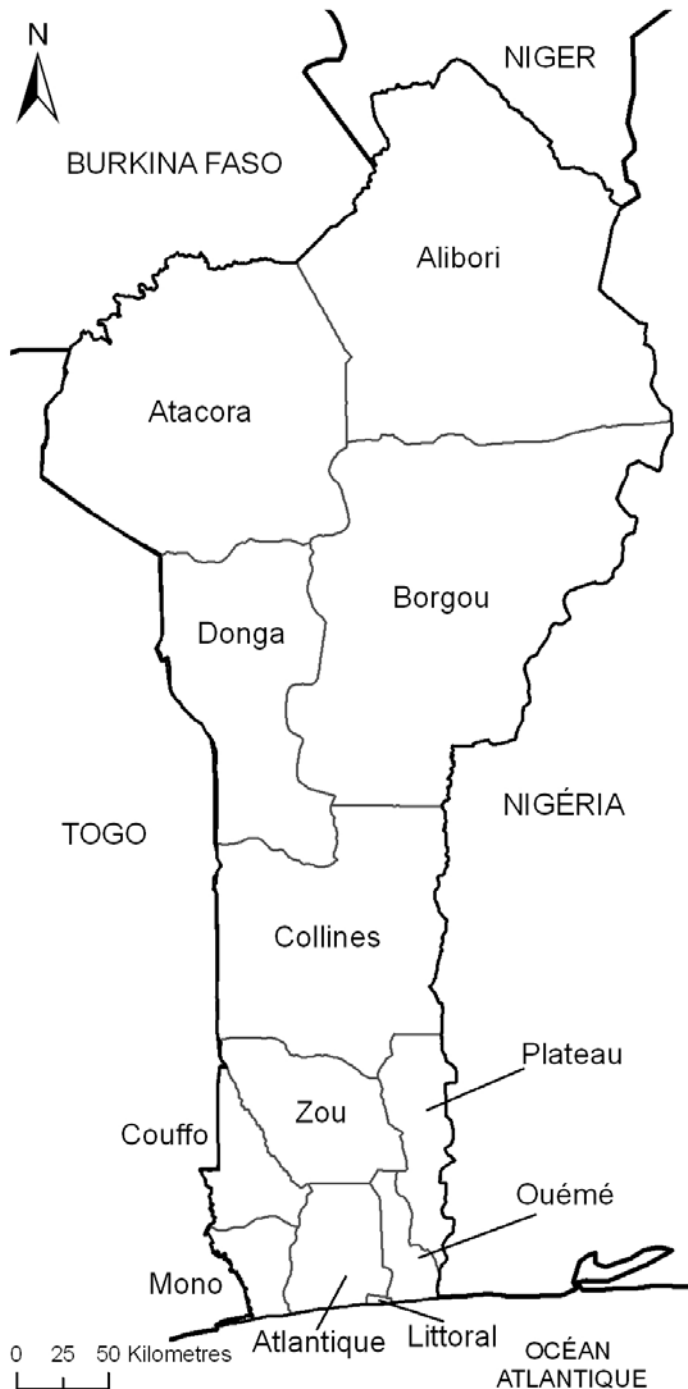 N
NIGER
BURKINA FASO
Alibori
Atacora
Borgou
Donga
NIGÉRIA
TOGO
Collines
Plateau
Zou
Couffo
Ouémé
Mono
Atlantique
Littoral
0 25 50 Kilometres
OCÉAN
ATLANTIQUE